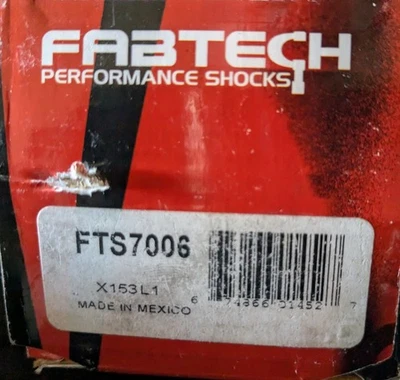 FABTECH
PERFORMANCE SHOCKS
FTS7006
X153L1
MADE IN MEXICO
6 74866 01452 7